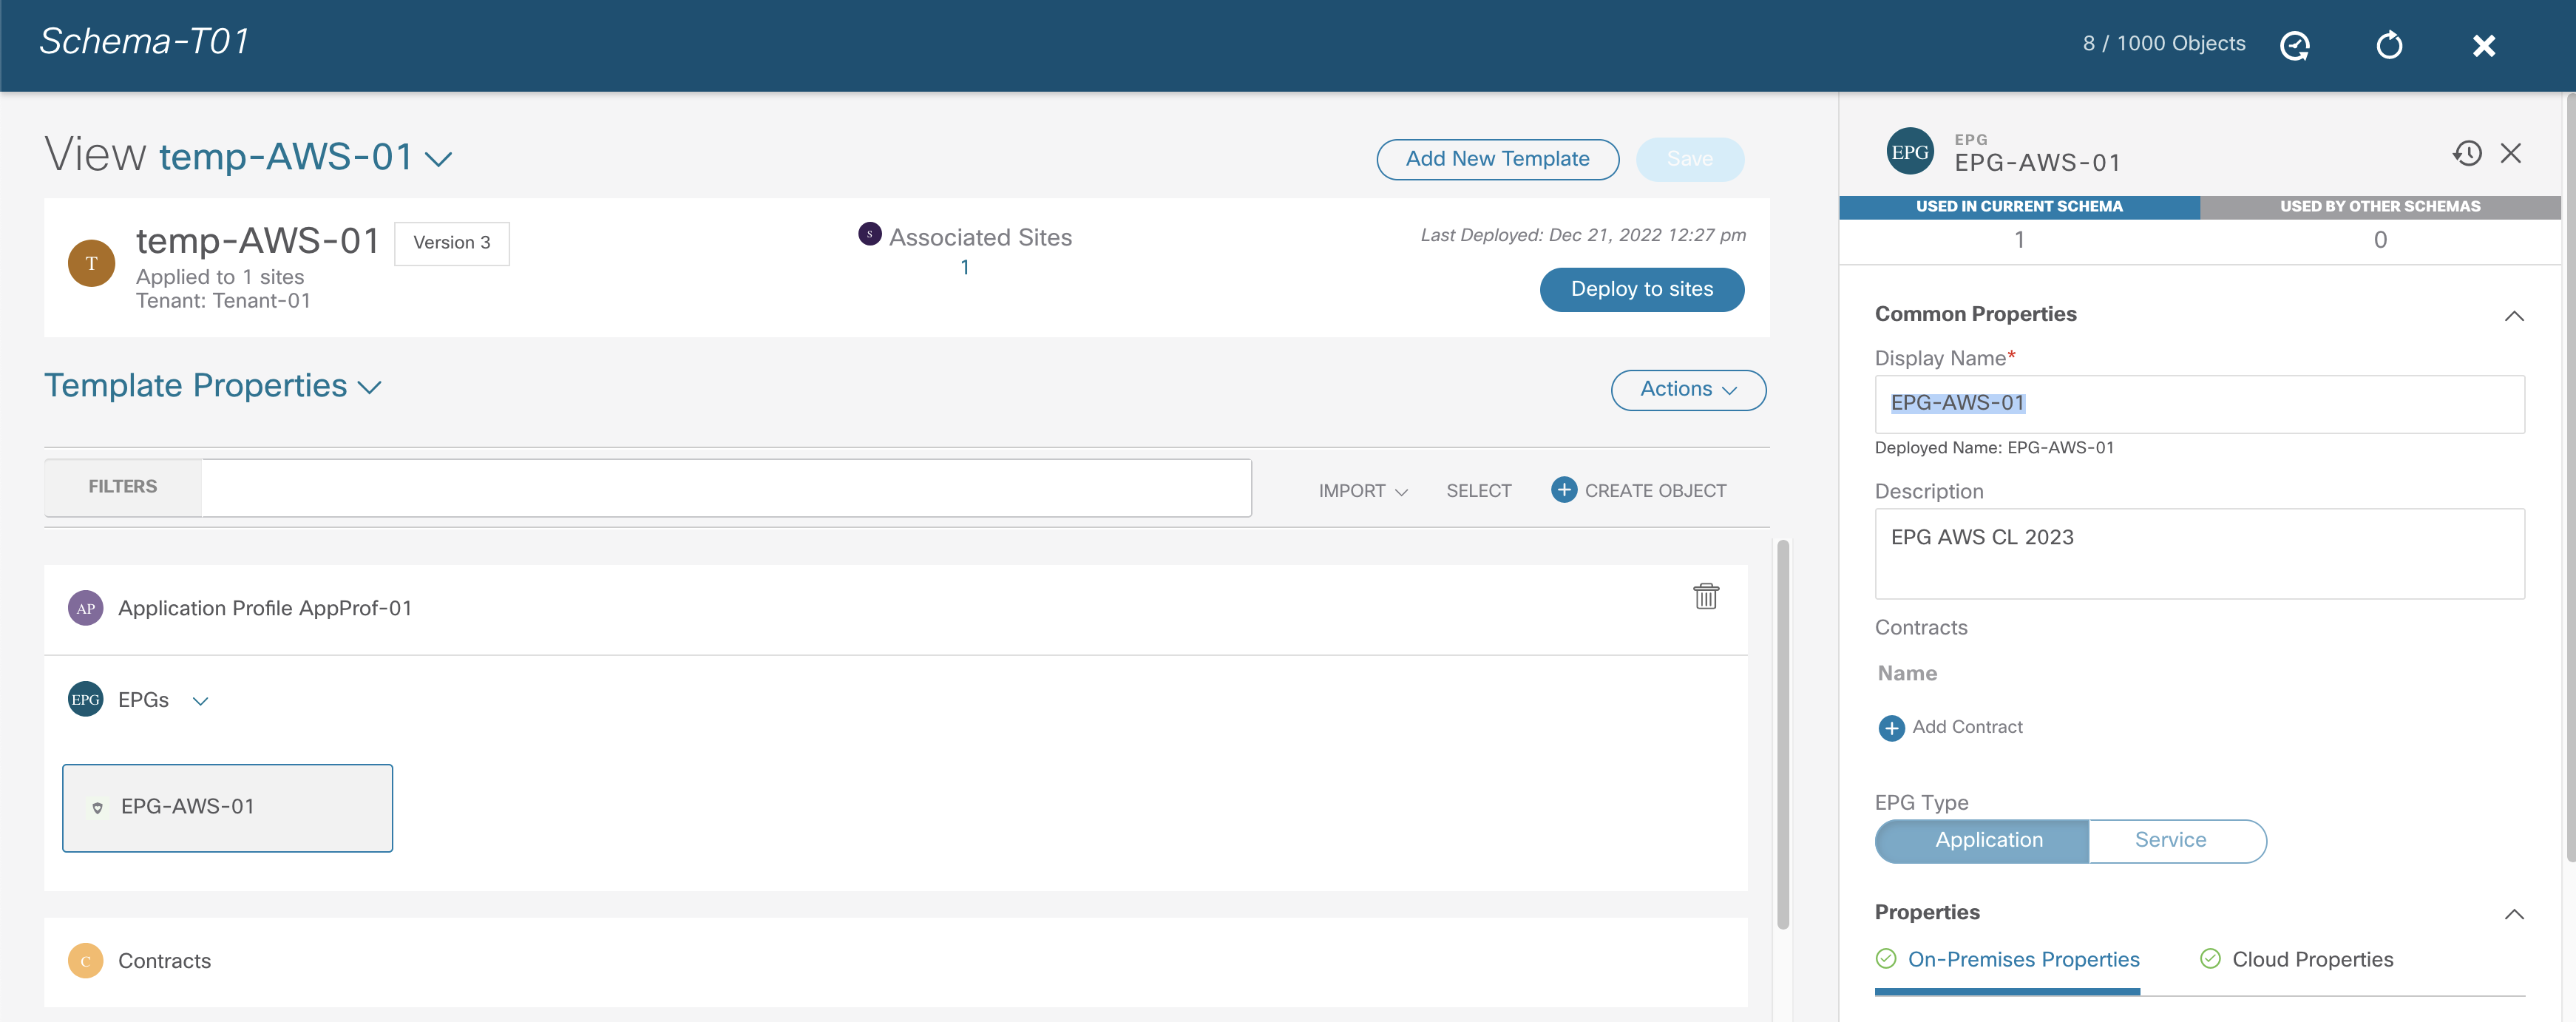 Schema-T01
8 / 1000 Objects
View temp-AWS-01
Add New Template
Save
T
temp-AWS-01
Version 3
Applied to 1 sites
Tenant: Tenant-01
S
Associated Sites
1
Last Deployed: Dec 21, 2022 12:27 pm
Deploy to sites
Template Properties
Actions
FILTERS
IMPORT
SELECT
CREATE OBJECT
AP
Application Profile AppProf-01
EPG
EPGs
EPG-AWS-01
C
Contracts
EPG
EPG
EPG-AWS-01
USED IN CURRENT SCHEMA
USED BY OTHER SCHEMAS
1
0
Common Properties
Display Name*
EPG-AWS-01
Deployed Name: EPG-AWS-01
Description
EPG AWS CL 2023
Contracts
Name
Add Contract
EPG Type
Application
Service
Properties
On-Premises Properties
Cloud Properties